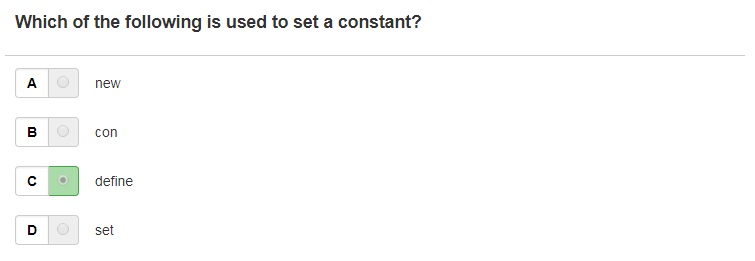 Which of the following is used to set a constant?
A new
B con
C define
D set